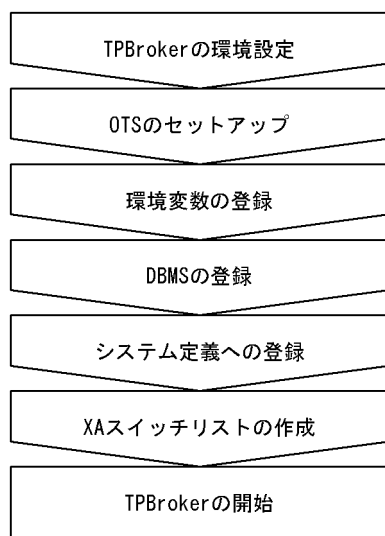 TPBrokerの環境設定
OTSのセットアップ
環境変数の登録
DBMSの登録
システム定義への登録
XAスイッチリストの作成
TPBrokerの開始